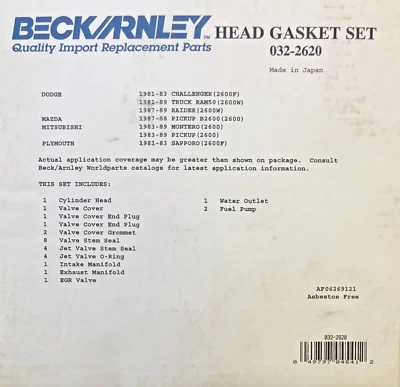 BECK/ARNLEY™ HEAD GASKET SET
Quality Import Replacement Parts 032-2620
Made in Japan
DODGE 1981-83 CHALLENGER(2600F)
1981-89 TRUCK RAM50(2600W)
1987-89 RAIDER(2600W)
MAZDA 1987-88 PICKUP B2600(2600)
MITSUBISHI 1983-89 MONTERO(2600)
1983-89 PICKUP(2600)
PLYMOUTH 1981-83 SAPPORO(2600F)
Actual application coverage may be greater than shown on package. Consult
Beck/Arnley Worldparts catalogs for latest application information.
THIS SET INCLUDES:
1 Cylinder Head 1 Water Outlet
1 Valve Cover 2 Fuel Pump
1 Valve Cover End Plug
1 Valve Cover End Plug
2 Valve Cover Grommet
8 Valve Stem Seal
4 Jet Valve Stem Seal
4 Jet Valve O-Ring
1 Intake Manifold
1 Exhaust Manifold
1 EGR Valve
AF06269121
Asbestos Free
032-2620
0 49797 04541 2